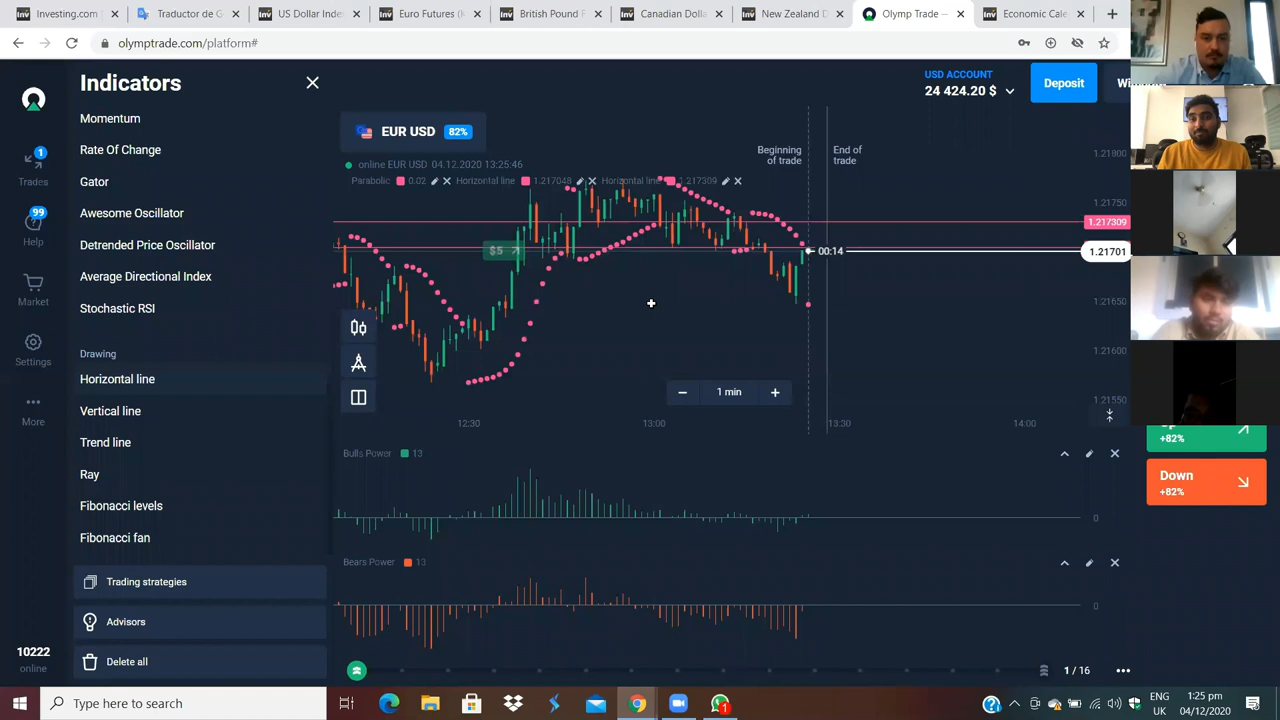 Investing.com
Traductor de G
US Dollar Inde
Euro Futures (
British Pound F
Canadian Dolla
New Zealand D
Olymp Trade —
Economic Cale
olymptrade.com/platform#
Indicators
USD ACCOUNT
24 424.20 $
Deposit
Momentum
Rate Of Change
Gator
Awesome Oscillator
Detrended Price Oscillator
Average Directional Index
Stochastic RSI
Drawing
Horizontal line
Vertical line
Trend line
Ray
Fibonacci levels
Fibonacci fan
Trading strategies
Advisors
Delete all
1
Trades
99
Help
Market
Settings
More
10222
online
EUR USD 82%
online EUR USD 04.12.2020 13:25:46
Parabolic 0.02 Horizontal line 1.217048 Horizontal line 1.217309
Beginning of trade
End of trade
$5
00:14
1.21800
1.21750
1.217309
1.21701
1.21650
1.21600
1.21550
1 min
12:30
13:00
13:30
14:00
+82%
Down
+82%
Bulls Power 13
0
Bears Power 13
0
1 / 16
Type here to search
1
ENG
UK
1:25 pm
04/12/2020